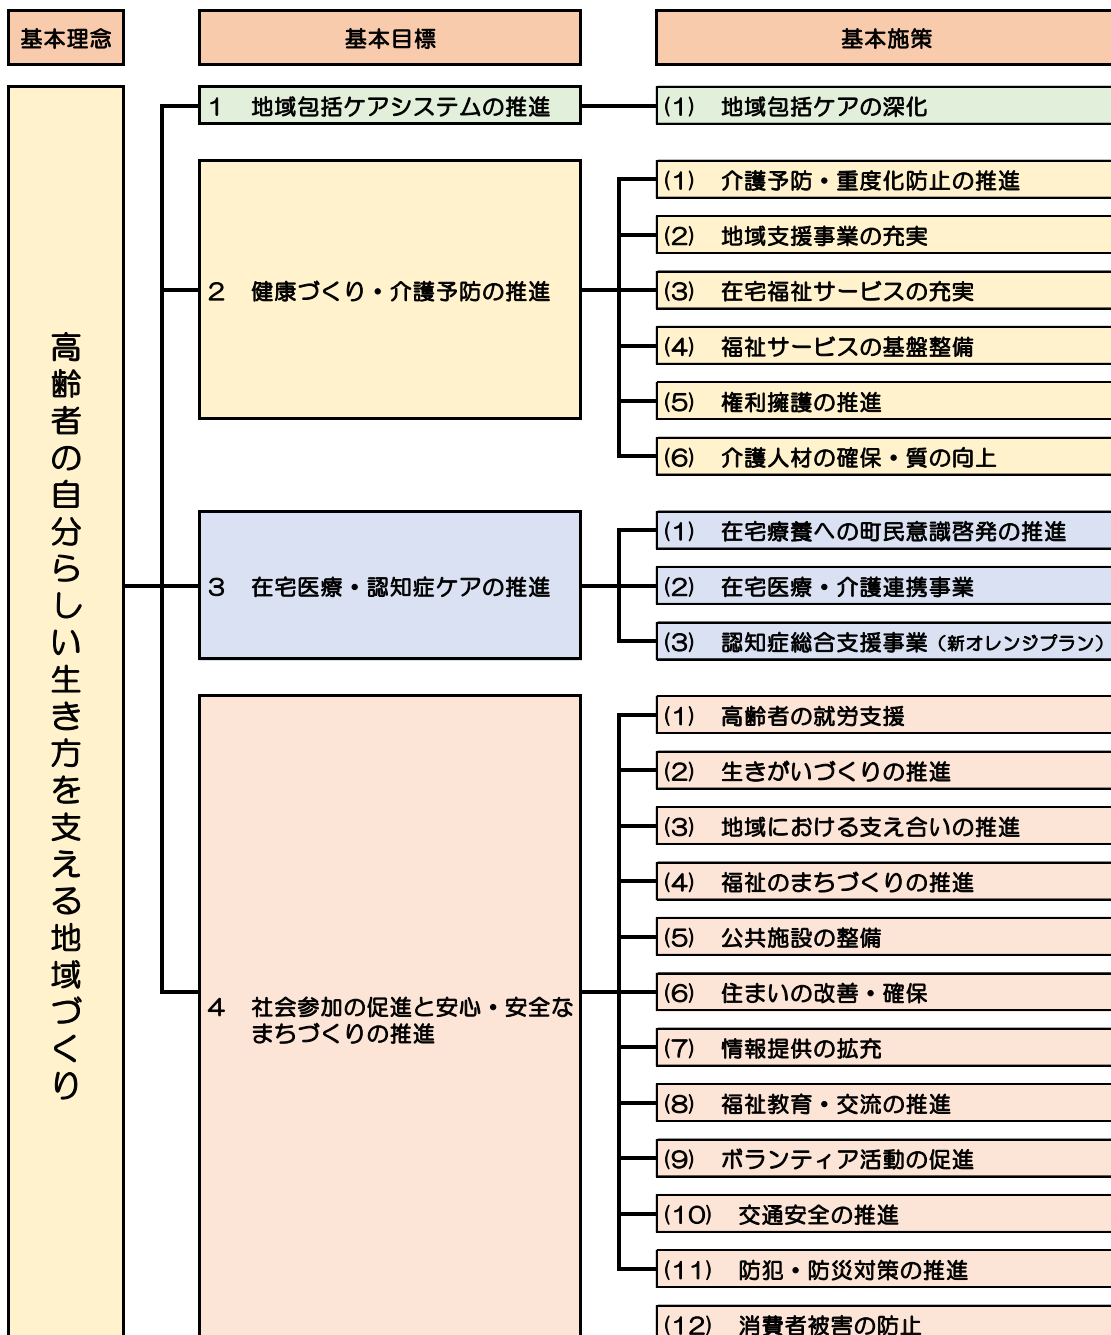 基本理念
基本目標
基本施策
高齢者の自分らしい生き方を支える地域づくり
1 地域包括ケアシステムの推進
(1) 地域包括ケアの深化
2 健康づくり・介護予防の推進
(1) 介護予防・重度化防止の推進
(2) 地域支援事業の充実
(3) 在宅福祉サービスの充実
(4) 福祉サービスの基盤整備
(5) 権利擁護の推進
(6) 介護人材の確保・質の向上
3 在宅医療・認知症ケアの推進
(1) 在宅療養への町民意識啓発の推進
(2) 在宅医療・介護連携事業
(3) 認知症総合支援事業（新オレンジプラン）
4 社会参加の促進と安心・安全な
まちづくりの推進
(1) 高齢者の就労支援
(2) 生きがいづくりの推進
(3) 地域における支え合いの推進
(4) 福祉のまちづくりの推進
(5) 公共施設の整備
(6) 住まいの改善・確保
(7) 情報提供の拡充
(8) 福祉教育・交流の推進
(9) ボランティア活動の促進
(10) 交通安全の推進
(11) 防犯・防災対策の推進
(12) 消費者被害の防止